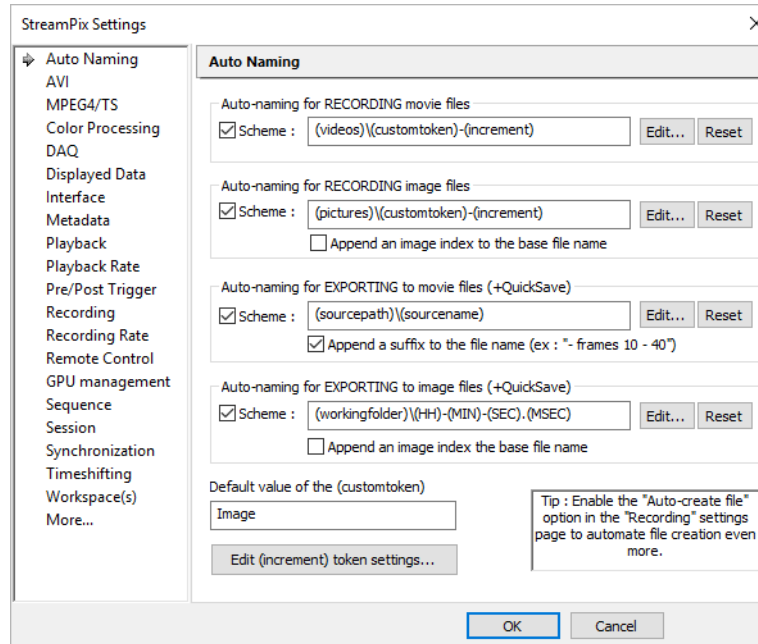 StreamPix Settings
Auto Naming
AVI
MPEG4/TS
Color Processing
DAQ
Displayed Data
Interface
Metadata
Playback
Playback Rate
Pre/Post Trigger
Recording
Recording Rate
Remote Control
GPU management
Sequence
Session
Synchronization
Timeshifting
Workspace(s)
More...
Auto Naming
Auto-naming for RECORDING movie files
Scheme : (videos)\(customtoken)-(increment) Edit... Reset
Auto-naming for RECORDING image files
Scheme : (pictures)\(customtoken)-(increment) Edit... Reset
Append an image index to the base file name
Auto-naming for EXPORTING to movie files (+QuickSave)
Scheme : (sourcepath)\(sourcename) Edit... Reset
Append a suffix to the file name (ex : "- frames 10 - 40")
Auto-naming for EXPORTING to image files (+QuickSave)
Scheme : (workingfolder)\(HH)-(MIN)-(SEC).(MSEC) Edit... Reset
Append an image index the base file name
Default value of the (customtoken)
Image
Edit (increment) token settings...
Tip : Enable the "Auto-create file"
option in the "Recording" settings
page to automate file creation even
more.
OK Cancel